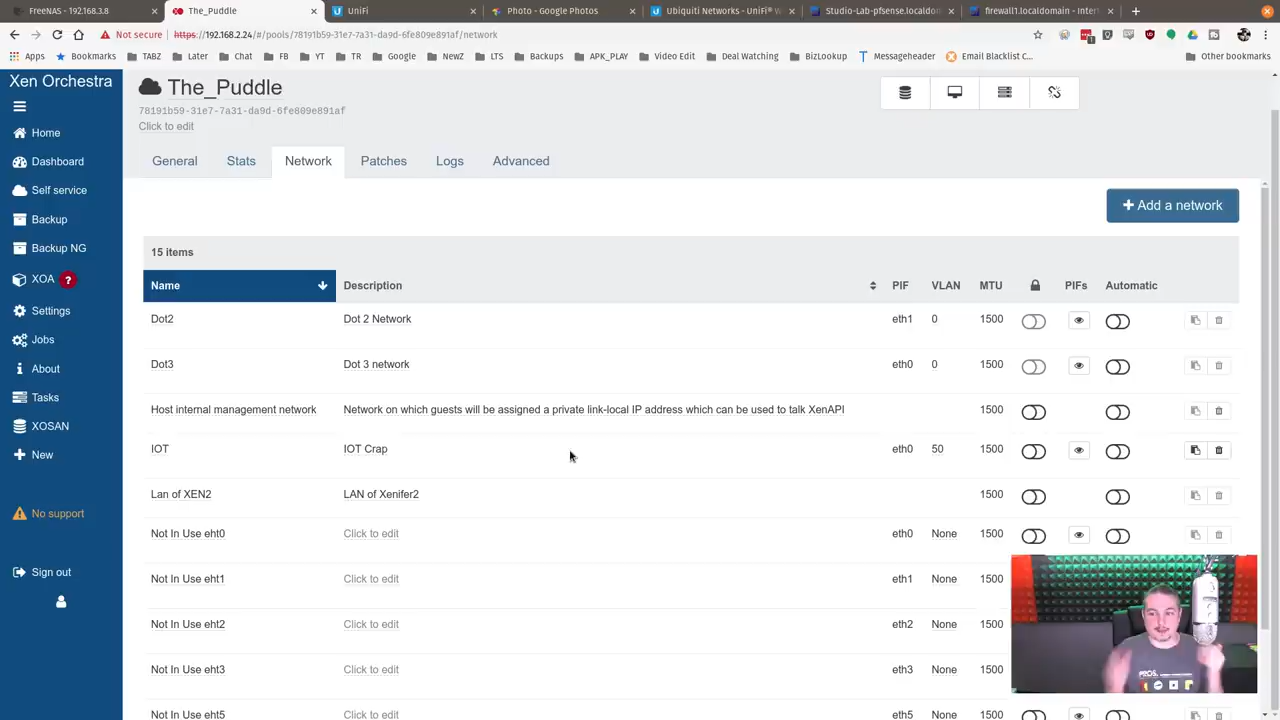 FreeNAS - 192.168.3.8
The_Puddle
UniFi
Photo - Google Photos
Ubiquiti Networks - UniFi® W
Studio-Lab-pfsense.localdom
firewall1.localdomain - Inter
Not secure
https://192.168.2.24/#/pools/78191b59-31e7-7a31-da9d-6fe809e891af/network
Apps
Bookmarks
TABZ
Later
Chat
FB
YT
TR
Google
NewZ
LTS
Backups
APK_PLAY
Video Edit
Deal Watching
BizLookup
Messageheader
Email Blacklist C...
Other bookmarks
Xen Orchestra
Home
Dashboard
Self service
Backup
Backup NG
XOA ?
Settings
Jobs
About
Tasks
XOSAN
New
No support
Sign out
The_Puddle
78191b59-31e7-7a31-da9d-6fe809e891af
Click to edit
General Stats Network Patches Logs Advanced
+ Add a network
15 items
Name Description PIF VLAN MTU PIFs Automatic
Dot2 Dot 2 Network eth1 0 1500
Dot3 Dot 3 network eth0 0 1500
Host internal management network Network on which guests will be assigned a private link-local IP address which can be used to talk XenAPI 1500
IOT IOT Crap eth0 50 1500
Lan of XEN2 LAN of Xenifer2 1500
Not In Use eht0 Click to edit eth0 None 1500
Not In Use eht1 Click to edit eth1 None 1500
Not In Use eht2 Click to edit eth2 None 1500
Not In Use eht3 Click to edit eth3 None 1500
Not In Use eht5 Click to edit eth5 None 1500